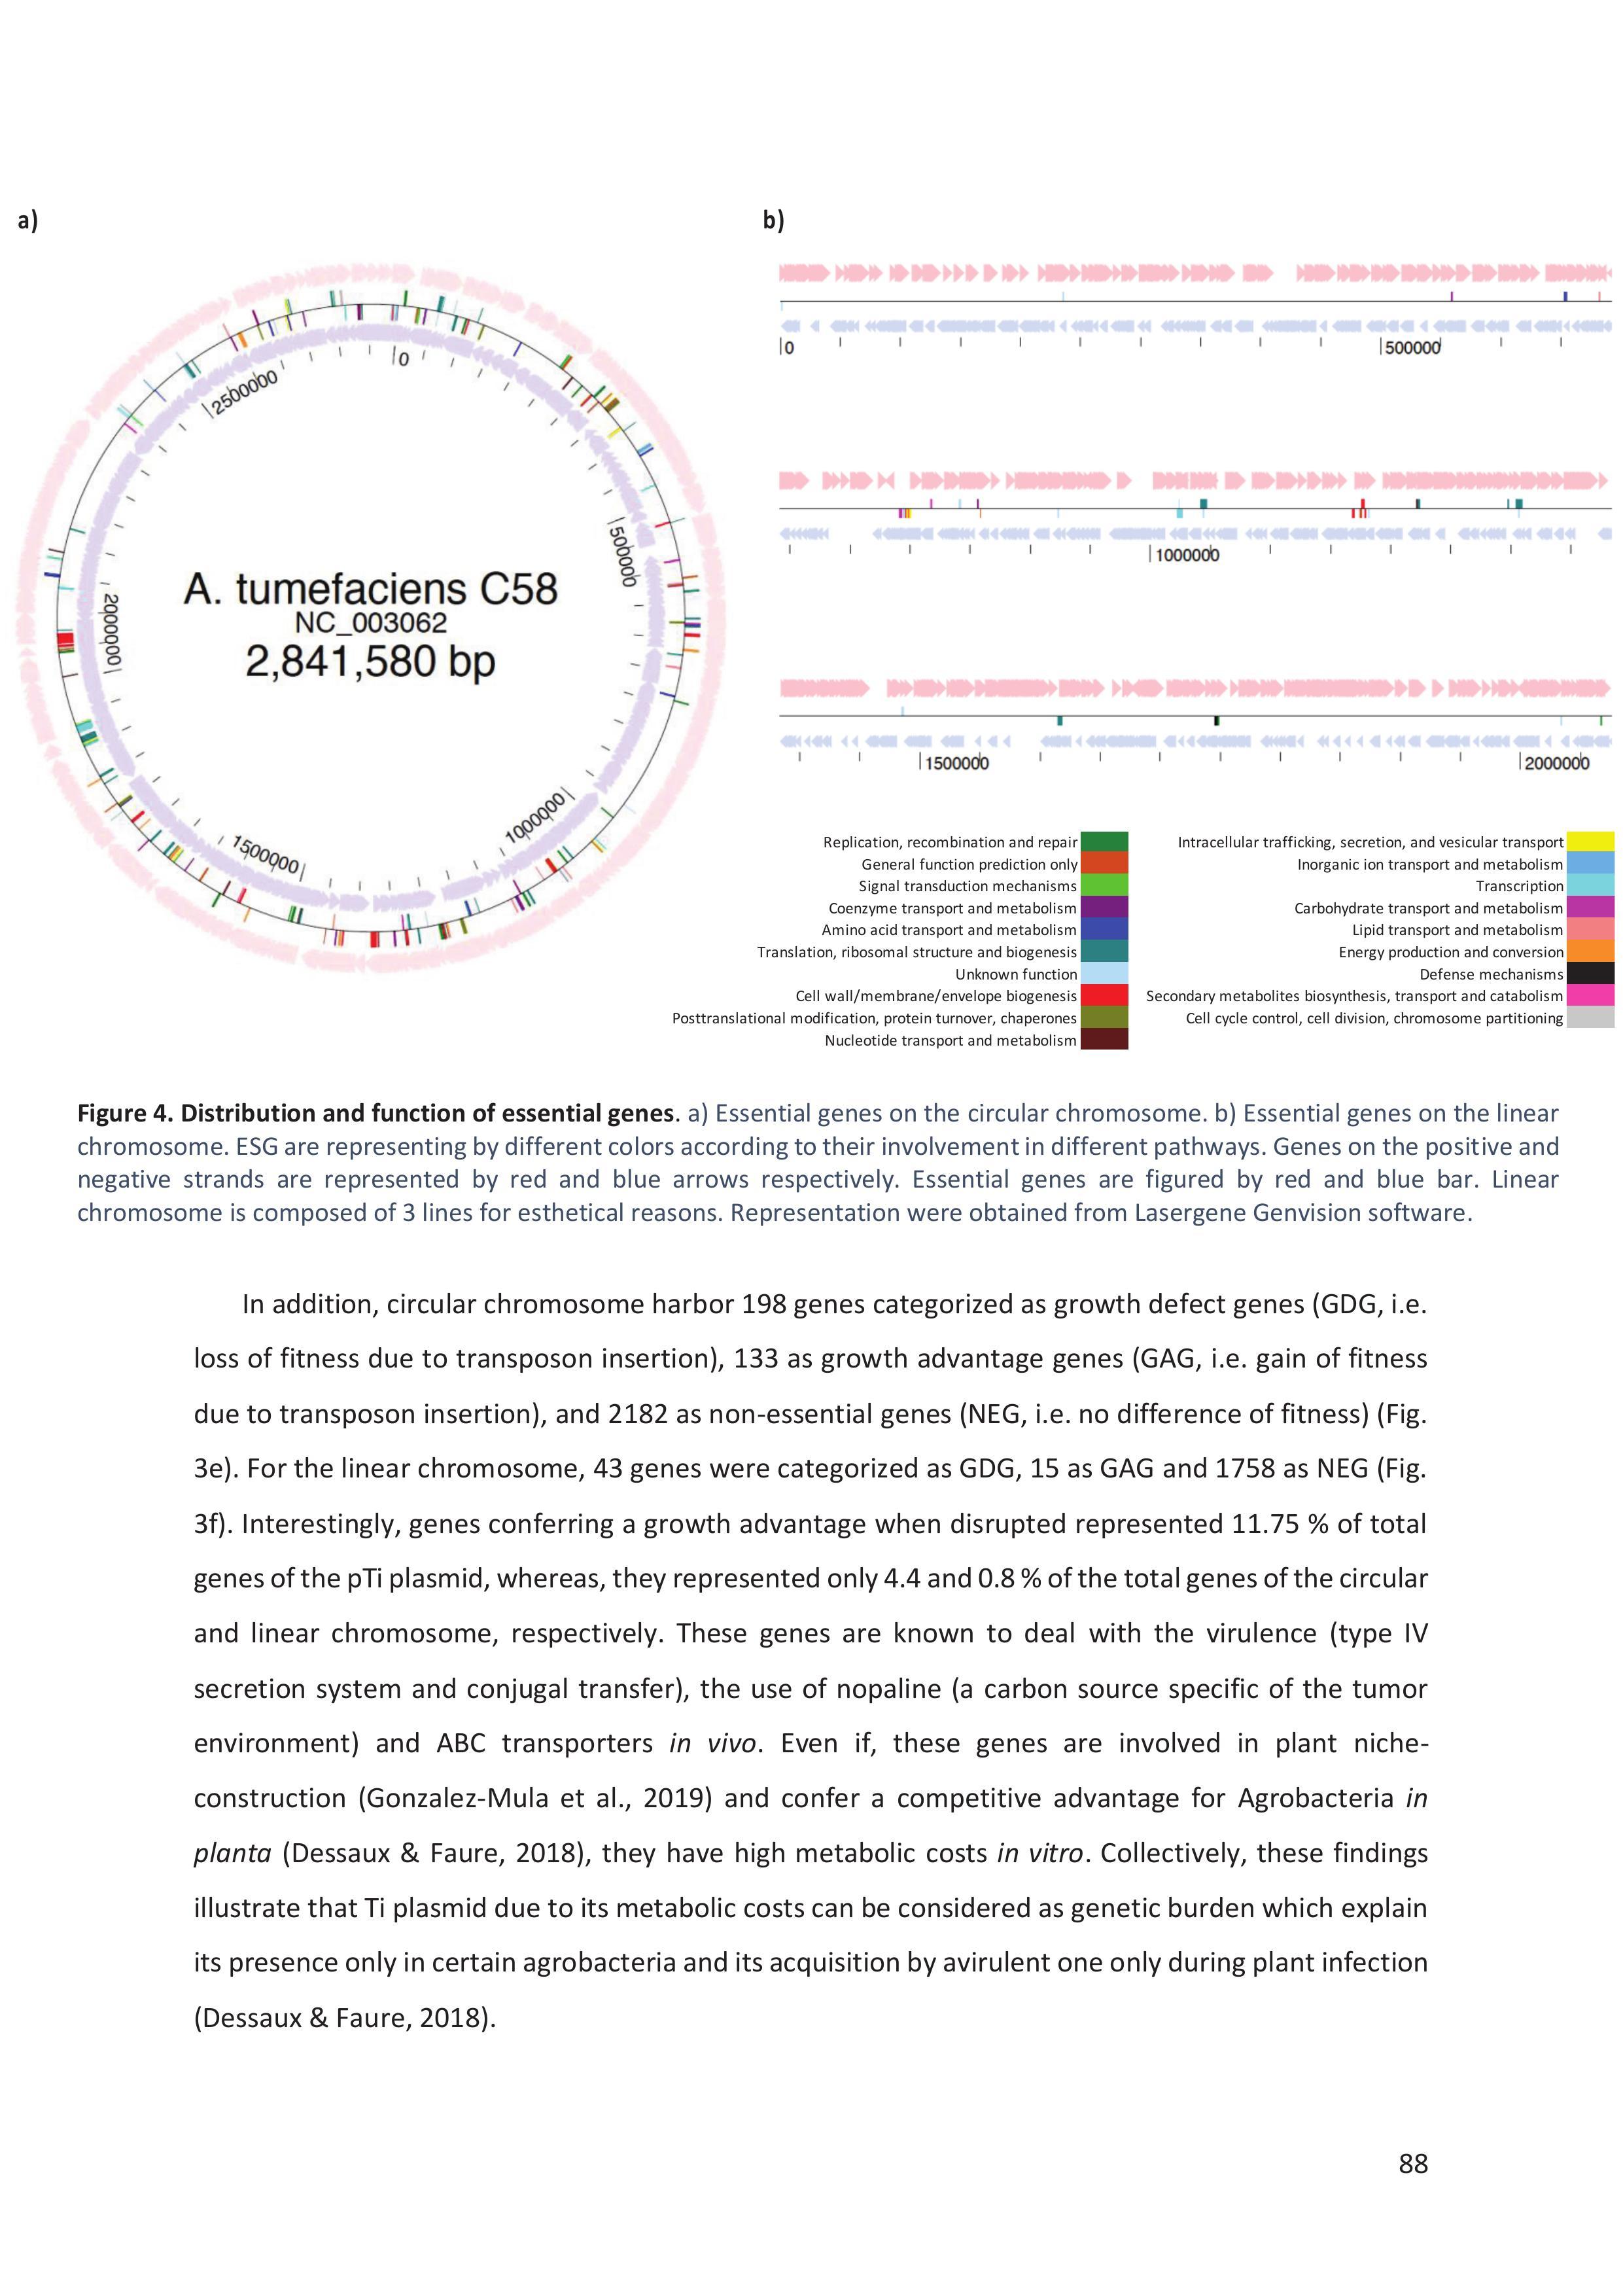 a)
b)
A. tumefaciens C58
NC_003062
2,841,580 bp
0
500000
1000000
1500000
2000000
2500000
0
500000
1000000
1500000
2000000
Replication, recombination and repair
General function prediction only
Signal transduction mechanisms
Coenzyme transport and metabolism
Amino acid transport and metabolism
Translation, ribosomal structure and biogenesis
Unknown function
Cell wall/membrane/envelope biogenesis
Posttranslational modification, protein turnover, chaperones
Nucleotide transport and metabolism
Intracellular trafficking, secretion, and vesicular transport
Inorganic ion transport and metabolism
Transcription
Carbohydrate transport and metabolism
Lipid transport and metabolism
Energy production and conversion
Defense mechanisms
Secondary metabolites biosynthesis, transport and catabolism
Cell cycle control, cell division, chromosome partitioning
Figure 4. Distribution and function of essential genes. a) Essential genes on the circular chromosome. b) Essential genes on the linear
chromosome. ESG are representing by different colors according to their involvement in different pathways. Genes on the positive and
negative strands are represented by red and blue arrows respectively. Essential genes are figured by red and blue bar. Linear
chromosome is composed of 3 lines for esthetical reasons. Representation were obtained from Lasergene Genvision software.
In addition, circular chromosome harbor 198 genes categorized as growth defect genes (GDG, i.e.
loss of fitness due to transposon insertion), 133 as growth advantage genes (GAG, i.e. gain of fitness
due to transposon insertion), and 2182 as non-essential genes (NEG, i.e. no difference of fitness) (Fig.
3e). For the linear chromosome, 43 genes were categorized as GDG, 15 as GAG and 1758 as NEG (Fig.
3f). Interestingly, genes conferring a growth advantage when disrupted represented 11.75 % of total
genes of the pTi plasmid, whereas, they represented only 4.4 and 0.8 % of the total genes of the circular
and linear chromosome, respectively. These genes are known to deal with the virulence (type IV
secretion system and conjugal transfer), the use of nopaline (a carbon source specific of the tumor
environment) and ABC transporters in vivo. Even if, these genes are involved in plant niche-
construction (Gonzalez-Mula et al., 2019) and confer a competitive advantage for Agrobacteria in
planta (Dessaux & Faure, 2018), they have high metabolic costs in vitro. Collectively, these findings
illustrate that Ti plasmid due to its metabolic costs can be considered as genetic burden which explain
its presence only in certain agrobacteria and its acquisition by avirulent one only during plant infection
(Dessaux & Faure, 2018).
88